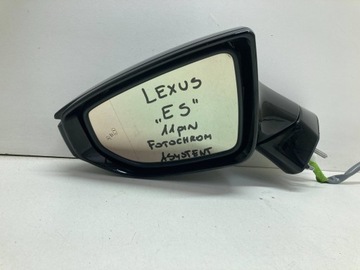 LEXUS
"ES"
11 pin
FOTOCHROM
ASYSTENT